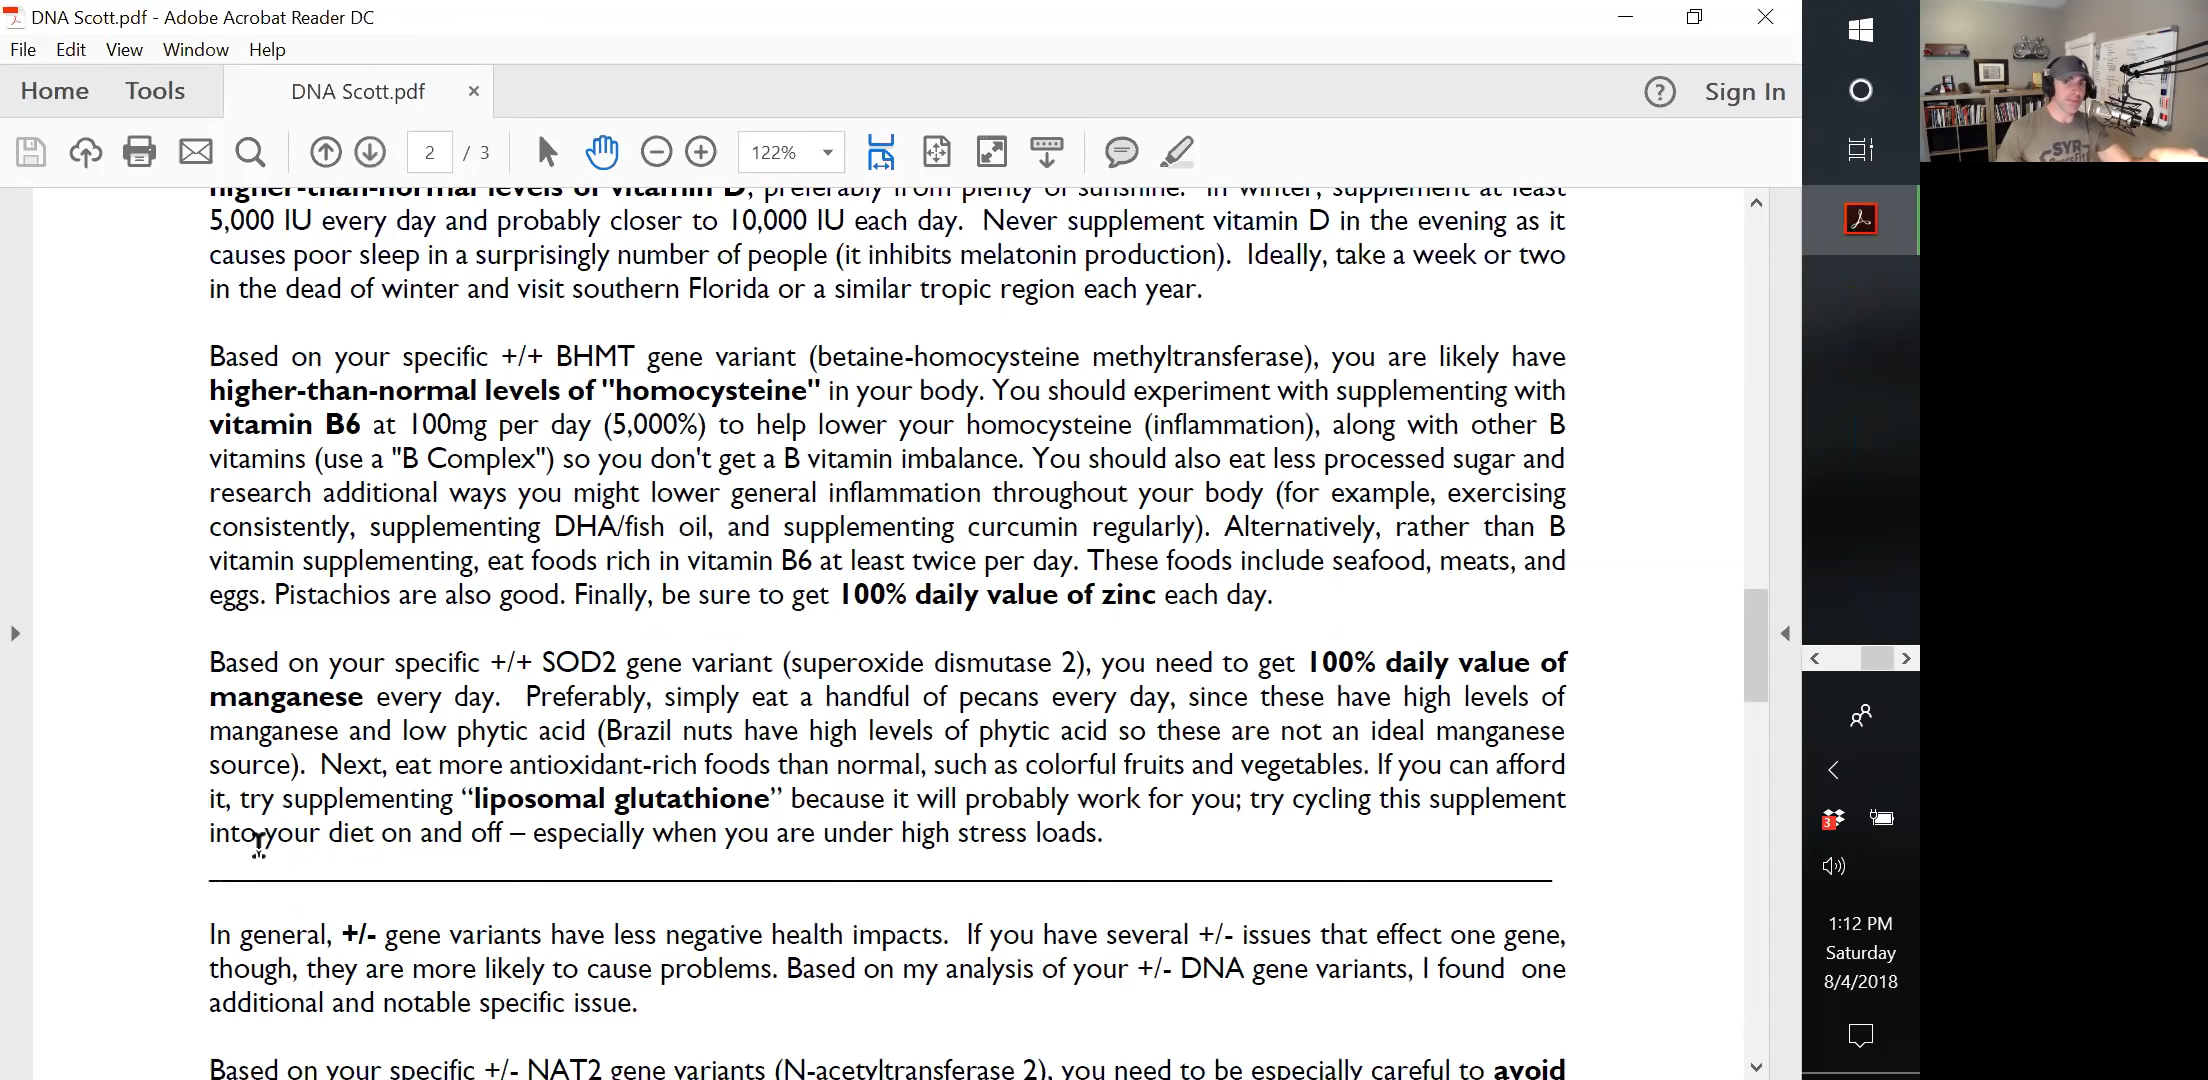 DNA Scott.pdf - Adobe Acrobat Reader DC
File Edit View Window Help
Home Tools DNA Scott.pdf × ? Sign In
2 / 3 122%
higher-than-normal levels of vitamin D, preferably from plenty of sunshine. In winter, supplement at least
5,000 IU every day and probably closer to 10,000 IU each day. Never supplement vitamin D in the evening as it
causes poor sleep in a surprisingly number of people (it inhibits melatonin production). Ideally, take a week or two
in the dead of winter and visit southern Florida or a similar tropic region each year.
Based on your specific +/+ BHMT gene variant (betaine-homocysteine methyltransferase), you are likely have
higher-than-normal levels of "homocysteine" in your body. You should experiment with supplementing with
vitamin B6 at 100mg per day (5,000%) to help lower your homocysteine (inflammation), along with other B
vitamins (use a "B Complex") so you don't get a B vitamin imbalance. You should also eat less processed sugar and
research additional ways you might lower general inflammation throughout your body (for example, exercising
consistently, supplementing DHA/fish oil, and supplementing curcumin regularly). Alternatively, rather than B
vitamin supplementing, eat foods rich in vitamin B6 at least twice per day. These foods include seafood, meats, and
eggs. Pistachios are also good. Finally, be sure to get 100% daily value of zinc each day.
Based on your specific +/+ SOD2 gene variant (superoxide dismutase 2), you need to get 100% daily value of
manganese every day. Preferably, simply eat a handful of pecans every day, since these have high levels of
manganese and low phytic acid (Brazil nuts have high levels of phytic acid so these are not an ideal manganese
source). Next, eat more antioxidant-rich foods than normal, such as colorful fruits and vegetables. If you can afford
it, try supplementing “liposomal glutathione” because it will probably work for you; try cycling this supplement
into your diet on and off – especially when you are under high stress loads.
In general, +/- gene variants have less negative health impacts. If you have several +/- issues that effect one gene,
though, they are more likely to cause problems. Based on my analysis of your +/- DNA gene variants, I found one
additional and notable specific issue.
Based on your specific +/- NAT2 gene variants (N-acetyltransferase 2), you need to be especially careful to avoid
3
1:12 PM
Saturday
8/4/2018
SYR